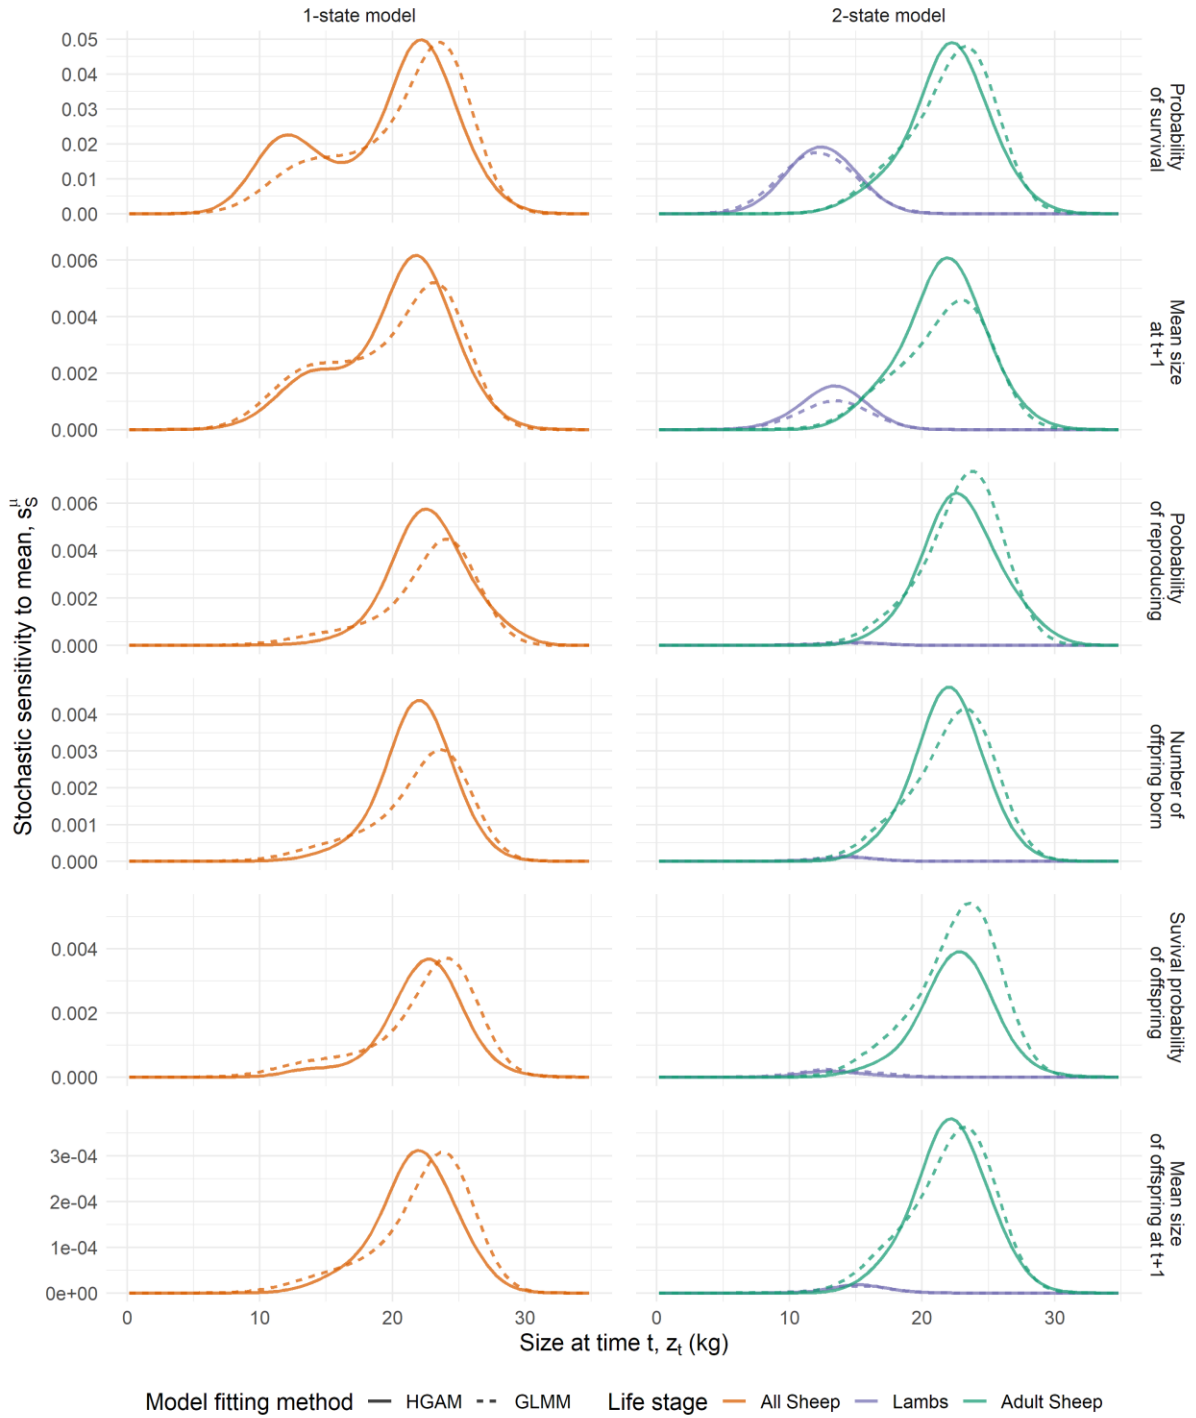 1-state model
2-state model
0.05
0.04
0.03
0.02
0.01
0.00
Probability
of survival
0.006
0.004
0.002
0.000
Mean size
at t+1
0.006
0.004
0.002
0.000
Poobability
of reproducing
0.004
0.003
0.002
0.001
0.000
Number of
offpring born
0.004
0.002
0.000
Suvival probability
of offspring
3e-04
2e-04
1e-04
0e+00
Mean size
of offspring at t+1
Stochastic sensitivity to mean, s_S^μ
0 10 20 30
0 10 20 30
Size at time t, z_t (kg)
Model fitting method HGAM GLMM Life stage All Sheep Lambs Adult Sheep